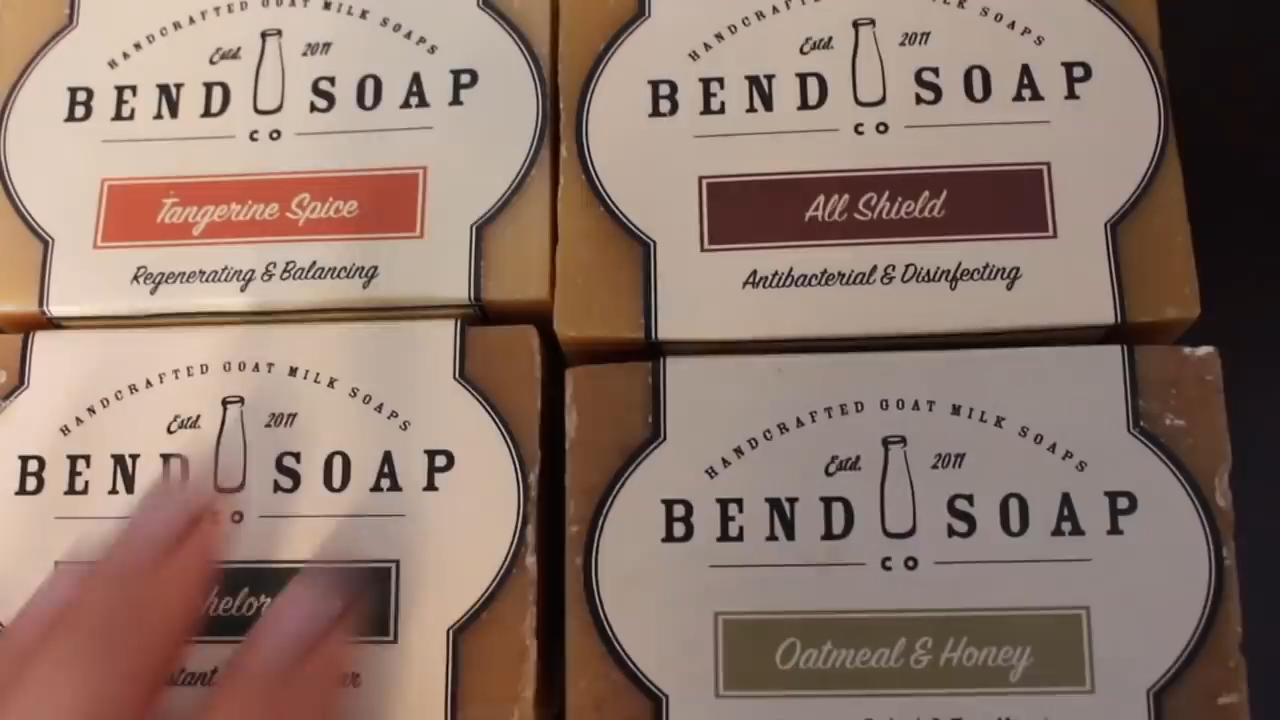 HANDCRAFTED GOAT MILK SOAPS
Estd. 2011
BEND SOAP
CO
Tangerine Spice
Regenerating & Balancing
HANDCRAFTED MILK SOAPS
Estd. 2011
BEND SOAP
CO
All Shield
Antibacterial & Disinfecting
HANDCRAFTED GOAT MILK SOAPS
Estd. 2011
BEND SOAP
CO
HANDCRAFTED GOAT MILK SOAPS
Estd. 2011
BEND SOAP
CO
Oatmeal & Honey